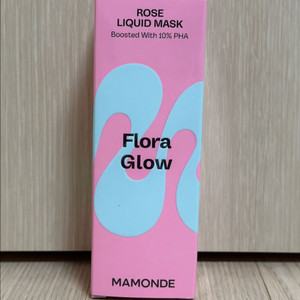 ROSE
LIQUID MASK
Boosted With 10% PHA
Flora
Glow
MAMONDE